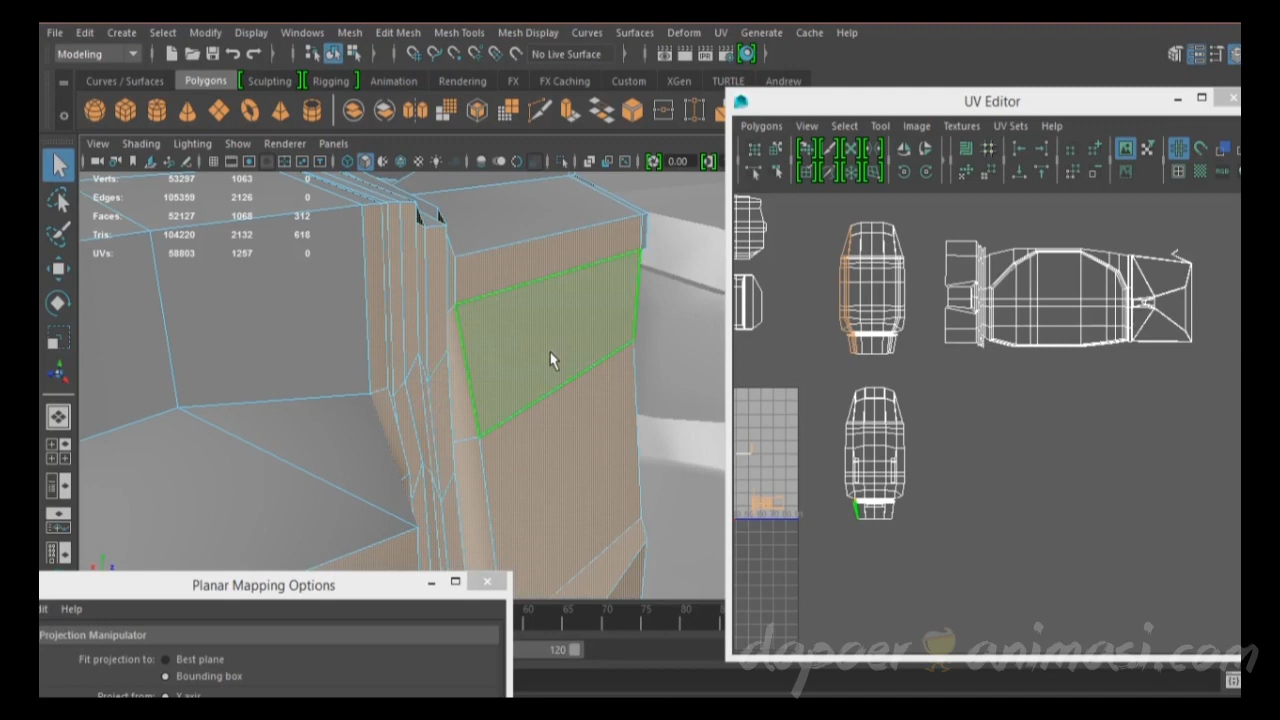 File Edit Create Select Modify Display Windows Mesh Edit Mesh Mesh Tools Mesh Display Curves Surfaces Deform UV Generate Cache Help
Modeling No Live Surface
Curves / Surfaces Polygons Sculpting Rigging Animation Rendering FX FX Caching Custom XGen TURTLE Andrew
View Shading Lighting Show Renderer Panels
0.00
Verts: 53297 1063 0
Edges: 105359 2126 0
Faces: 52127 1068 312
Tris: 104220 2132 616
UVs: 58803 1257 0
UV Editor
Polygons View Select Tool Image Textures UV Sets Help
Planar Mapping Options
dit Help
Projection Manipulator
Fit projection to: Best plane
Bounding box
Project from: X axis
60 65 70 75 80
120
dapoer animasi.com